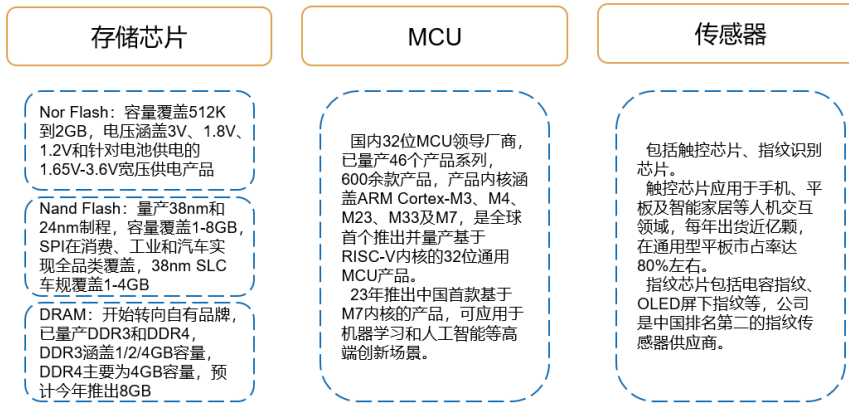 存储芯片
Nor Flash：容量覆盖512K
到2GB，电压涵盖3V、1.8V、
1.2V和针对电池供电的
1.65V-3.6V宽压供电产品
Nand Flash：量产38nm和
24nm制程，容量覆盖1-8GB，
SPI在消费、工业和汽车实
现全品类覆盖，38nm SLC
车规覆盖1-4GB
DRAM：开始转向自有品牌，
已量产DDR3和DDR4，
DDR3涵盖1/2/4GB容量，
DDR4主要为4GB容量，预
计今年推出8GB
MCU
国内32位MCU领导厂商，
已量产46个产品系列，
600余款产品，产品内核涵
盖ARM Cortex-M3、M4、
M23、M33及M7，是全球
首个推出并量产基于
RISC-V内核的32位通用
MCU产品。
23年推出中国首款基于
M7内核的产品，可应用于
机器学习和人工智能等高
端创新场景。
传感器
包括触控芯片、指纹识别
芯片。
触控芯片应用于手机、平
板及智能家居等人机交互
领域，每年出货近亿颗，
在通用型平板市占率达
80%左右。
指纹芯片包括电容指纹、
OLED屏下指纹等，公司
是中国排名第二的指纹传
感器供应商。